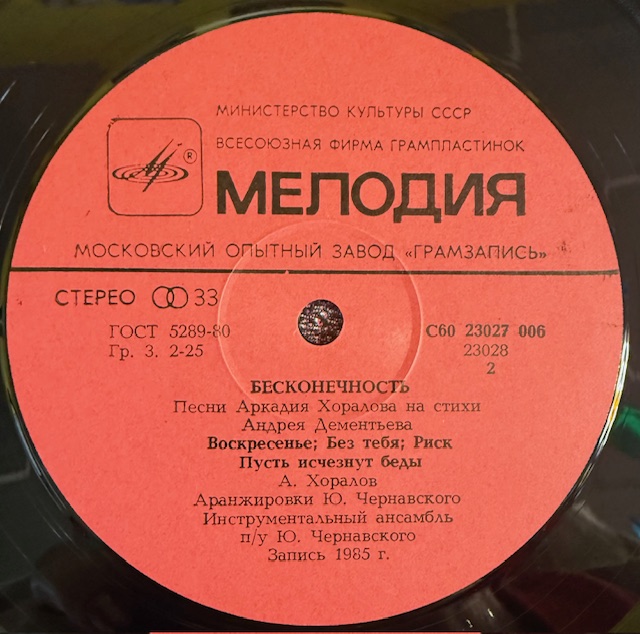 МИНИСТЕРСТВО КУЛЬТУРЫ СССР
ВСЕСОЮЗНАЯ ФИРМА ГРАМПЛАСТИНОК
®
МЕЛОДИЯ
МОСКОВСКИЙ ОПЫТНЫЙ ЗАВОД «ГРАМЗАПИСЬ»
СТЕРЕО 33
ГОСТ 5289-80
Гр. 3. 2-25
С60 23027 006
23028
2
БЕСКОНЕЧНОСТЬ
Песни Аркадия Хоралова на стихи
Андрея Дементьева
Воскресенье; Без тебя; Риск
Пусть исчезнут беды
А. Хоралов
Аранжировки Ю. Чернавского
Инструментальный ансамбль
п/у Ю. Чернавского
Запись 1985 г.